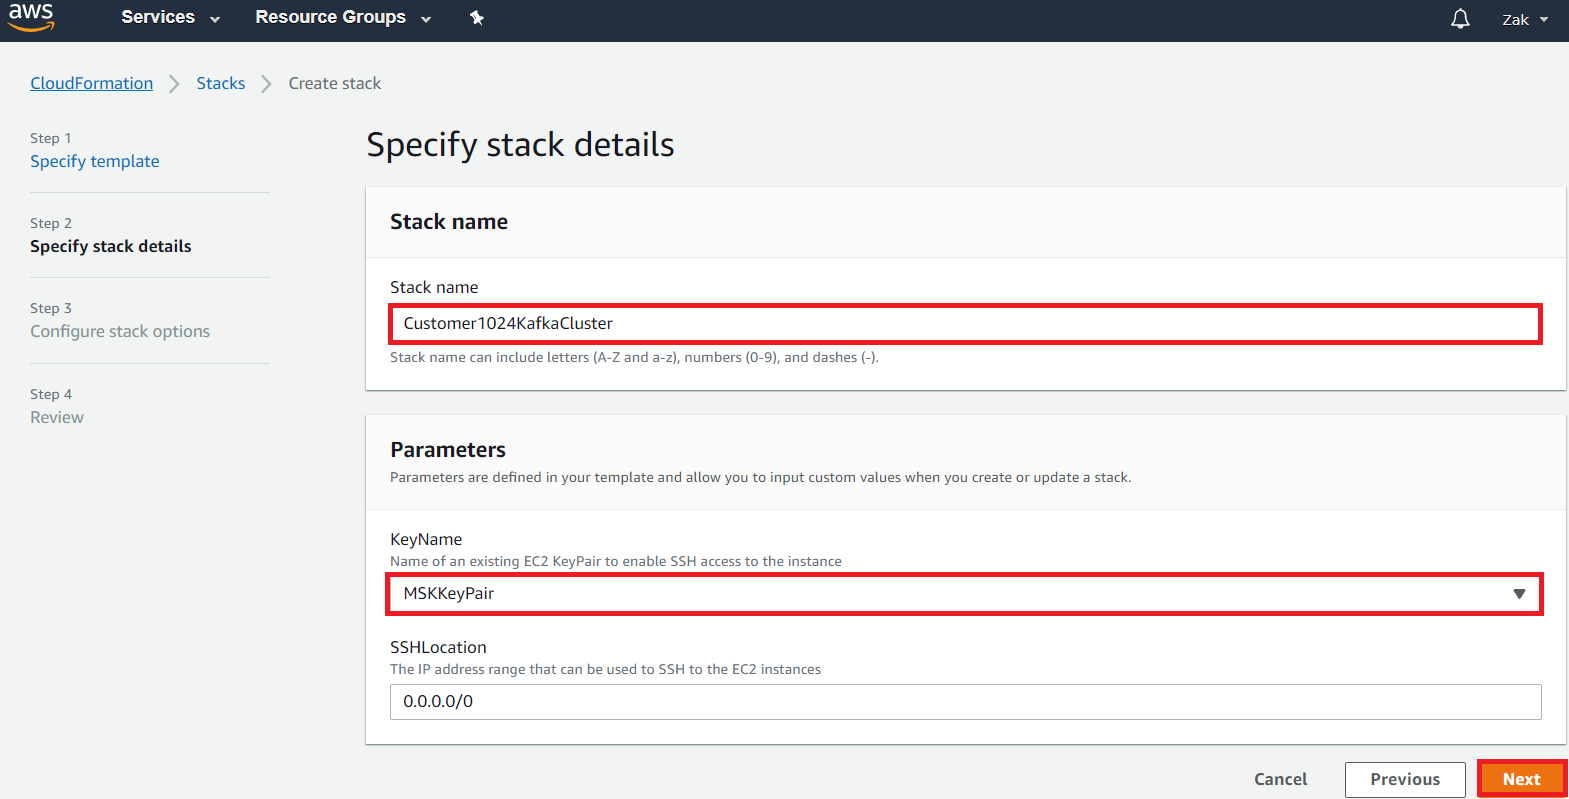 aws Services Resource Groups Zak
CloudFormation Stacks Create stack
Step 1
Specify template
Step 2
Specify stack details
Step 3
Configure stack options
Step 4
Review
Specify stack details
Stack name
Stack name
Customer1024KafkaCluster
Stack name can include letters (A-Z and a-z), numbers (0-9), and dashes (-).
Parameters
Parameters are defined in your template and allow you to input custom values when you create or update a stack.
KeyName
Name of an existing EC2 KeyPair to enable SSH access to the instance
MSKKeyPair
SSHLocation
The IP address range that can be used to SSH to the EC2 instances
0.0.0.0/0
Cancel Previous Next